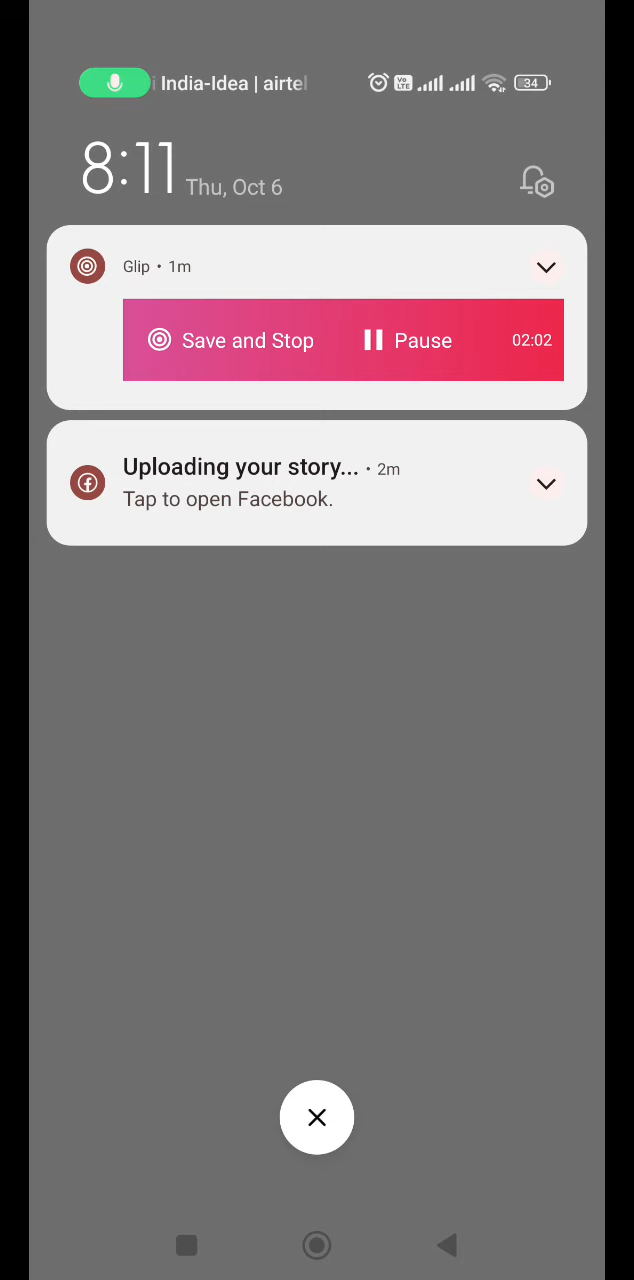 India-Idea | airtel 34
8:11 Thu, Oct 6
Glip • 1m
Save and Stop Pause 02:02
Uploading your story... • 2m
Tap to open Facebook.